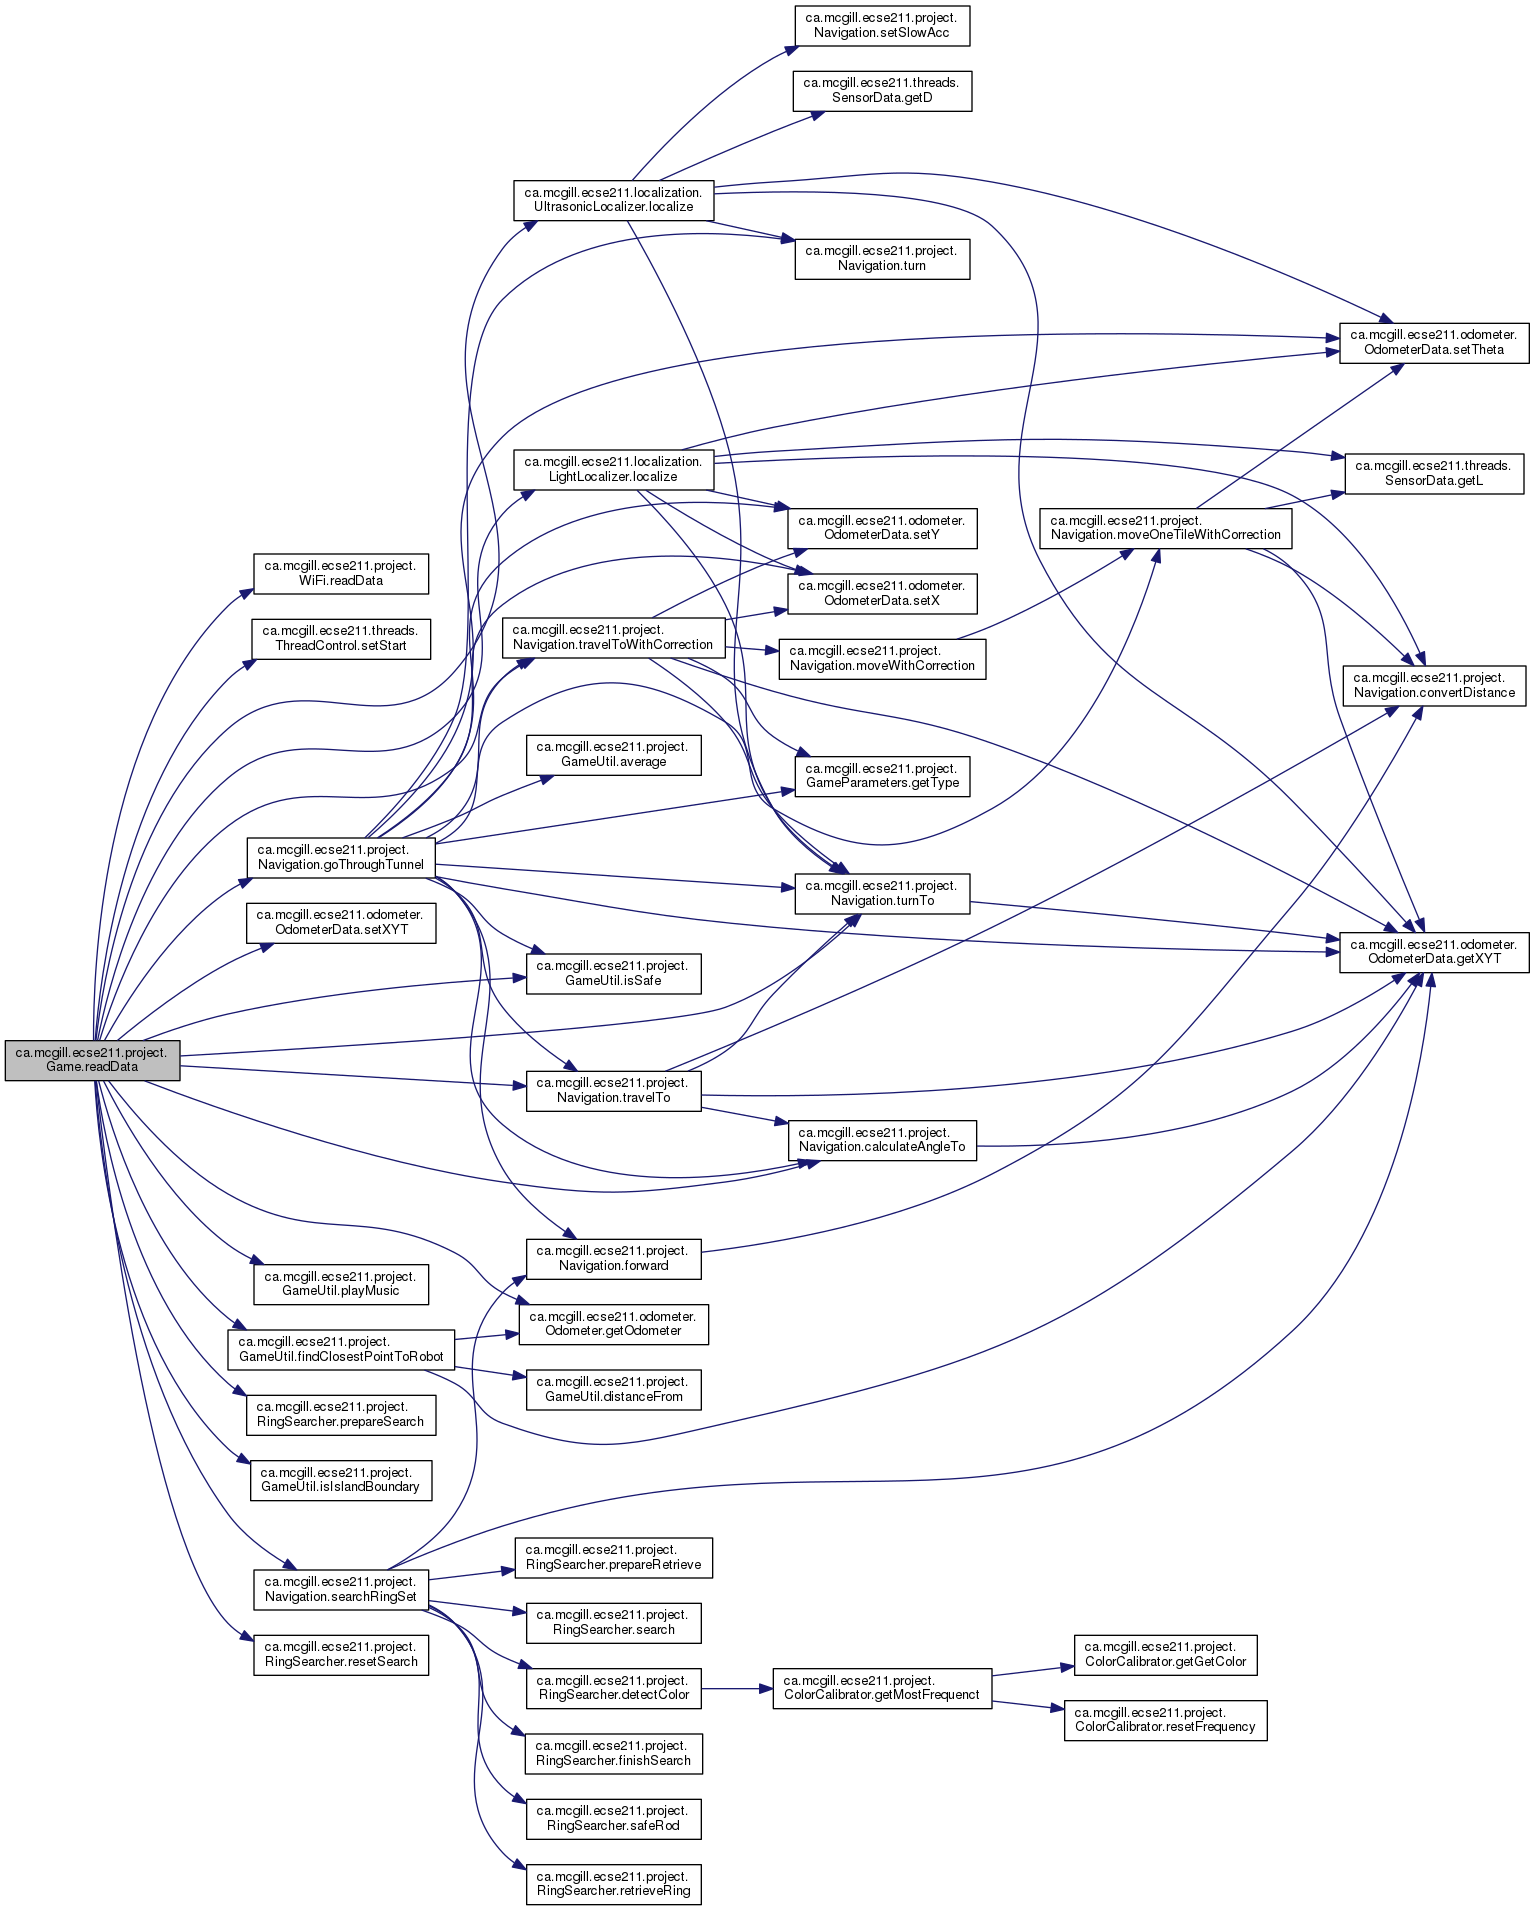 ca.mcgill.ecse211.project.
Navigation.setSlowAcc
ca.mcgill.ecse211.threads.
SensorData.getD
ca.mcgill.ecse211.localization.
UltrasonicLocalizer.localize
ca.mcgill.ecse211.project.
Navigation.turn
ca.mcgill.ecse211.odometer.
OdometerData.setTheta
ca.mcgill.ecse211.localization.
LightLocalizer.localize
ca.mcgill.ecse211.threads.
SensorData.getL
ca.mcgill.ecse211.odometer.
OdometerData.setY
ca.mcgill.ecse211.project.
Navigation.moveOneTileWithCorrection
ca.mcgill.ecse211.project.
WiFi.readData
ca.mcgill.ecse211.odometer.
OdometerData.setX
ca.mcgill.ecse211.threads.
ThreadControl.setStart
ca.mcgill.ecse211.project.
Navigation.travelToWithCorrection
ca.mcgill.ecse211.project.
Navigation.moveWithCorrection
ca.mcgill.ecse211.project.
Navigation.convertDistance
ca.mcgill.ecse211.project.
GameUtil.average
ca.mcgill.ecse211.project.
GameParameters.getType
ca.mcgill.ecse211.project.
Navigation.goThroughTunnel
ca.mcgill.ecse211.project.
Navigation.turnTo
ca.mcgill.ecse211.odometer.
OdometerData.setXYT
ca.mcgill.ecse211.odometer.
OdometerData.getXYT
ca.mcgill.ecse211.project.
GameUtil.isSafe
ca.mcgill.ecse211.project.
Game.readData
ca.mcgill.ecse211.project.
Navigation.travelTo
ca.mcgill.ecse211.project.
Navigation.calculateAngleTo
ca.mcgill.ecse211.project.
Navigation.forward
ca.mcgill.ecse211.project.
GameUtil.playMusic
ca.mcgill.ecse211.odometer.
Odometer.getOdometer
ca.mcgill.ecse211.project.
GameUtil.findClosestPointToRobot
ca.mcgill.ecse211.project.
GameUtil.distanceFrom
ca.mcgill.ecse211.project.
RingSearcher.prepareSearch
ca.mcgill.ecse211.project.
GameUtil.isIslandBoundary
ca.mcgill.ecse211.project.
RingSearcher.prepareRetrieve
ca.mcgill.ecse211.project.
Navigation.searchRingSet
ca.mcgill.ecse211.project.
RingSearcher.search
ca.mcgill.ecse211.project.
RingSearcher.resetSearch
ca.mcgill.ecse211.project.
ColorCalibrator.getGetColor
ca.mcgill.ecse211.project.
RingSearcher.detectColor
ca.mcgill.ecse211.project.
ColorCalibrator.getMostFrequenct
ca.mcgill.ecse211.project.
ColorCalibrator.resetFrequency
ca.mcgill.ecse211.project.
RingSearcher.finishSearch
ca.mcgill.ecse211.project.
RingSearcher.safeRod
ca.mcgill.ecse211.project.
RingSearcher.retrieveRing